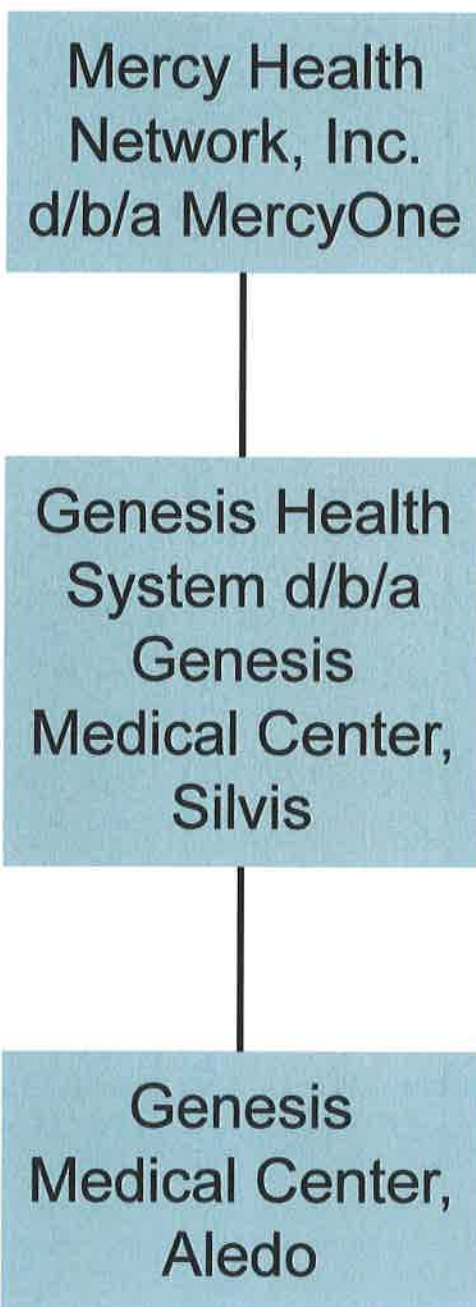 Mercy Health
Network, Inc.
d/b/a MercyOne
Genesis Health
System d/b/a
Genesis
Medical Center,
Silvis
Genesis
Medical Center,
Aledo